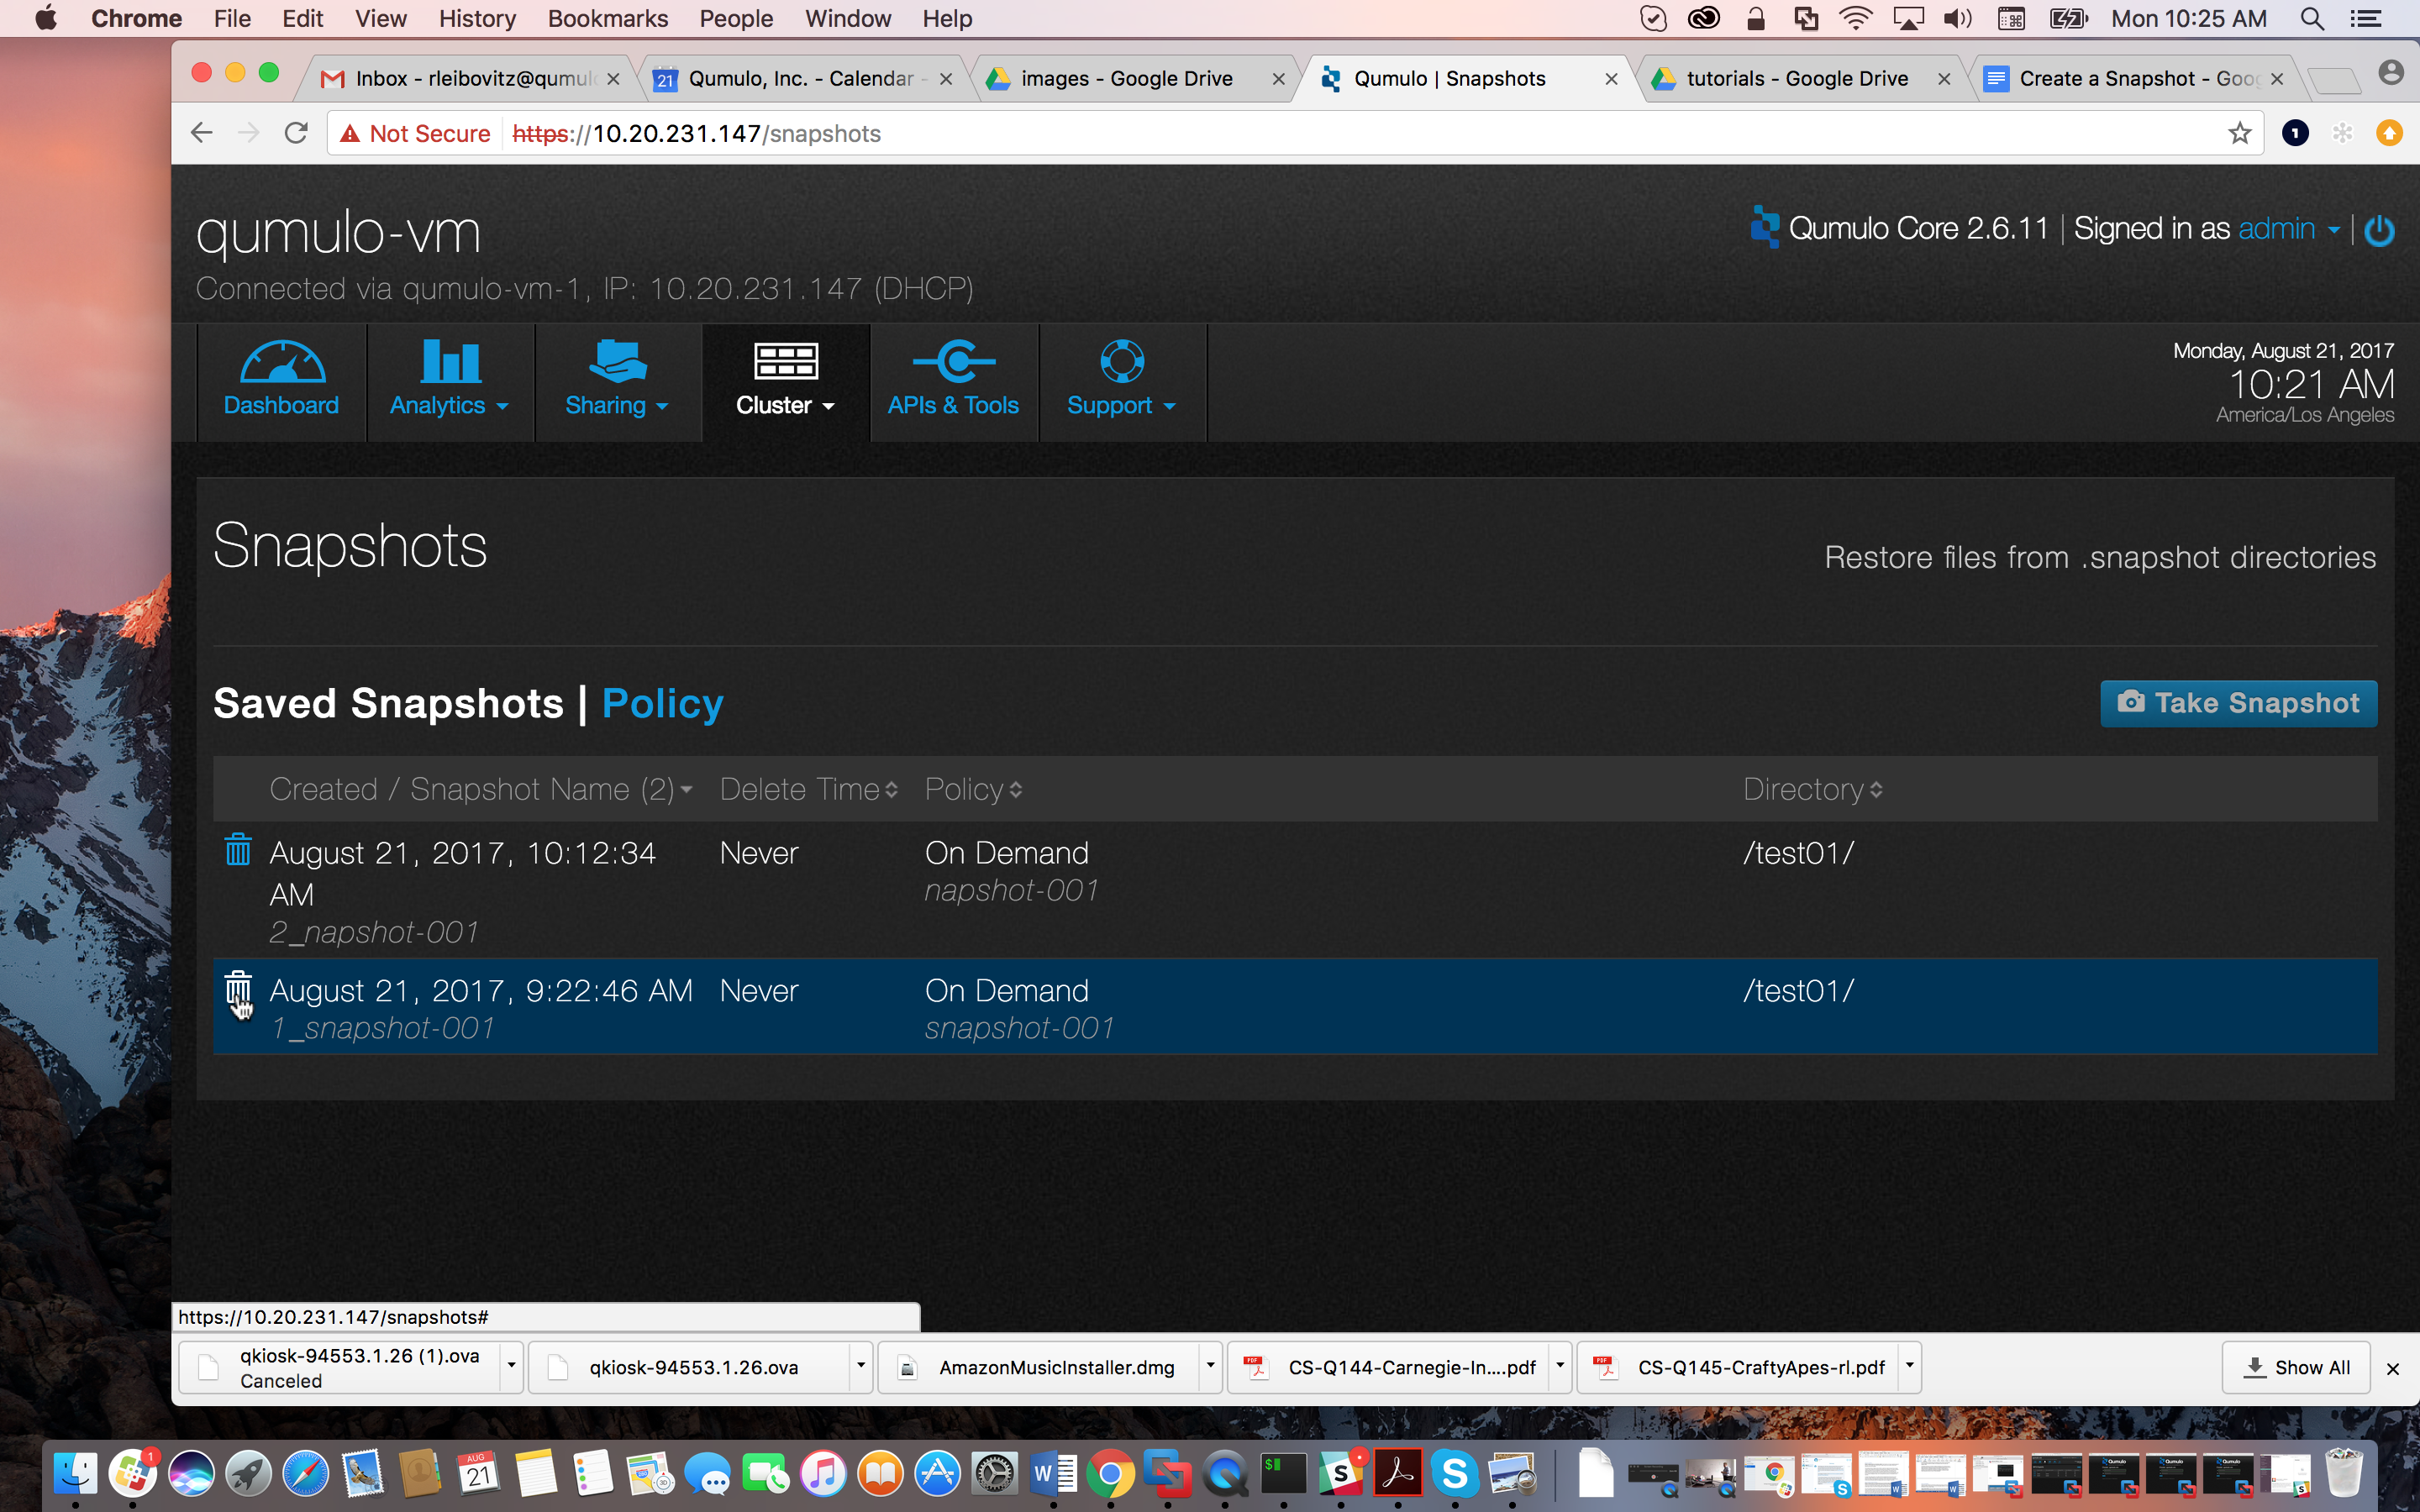 Chrome File Edit View History Bookmarks People Window Help Mon 10:25 AM
Inbox - rleibovitz@qumul 21 Qumulo, Inc. - Calendar - images - Google Drive Qumulo | Snapshots tutorials - Google Drive Create a Snapshot - Goog
Not Secure https://10.20.231.147/snapshots 1
qumulo-vm
Qumulo Core 2.6.11 | Signed in as admin
Connected via qumulo-vm-1, IP: 10.20.231.147 (DHCP)
Dashboard Analytics Sharing Cluster APIs & Tools Support
Monday, August 21, 2017
10:21 AM
America/Los Angeles
Snapshots
Restore files from .snapshot directories
Saved Snapshots | Policy
Take Snapshot
Created / Snapshot Name (2) Delete Time Policy Directory
August 21, 2017, 10:12:34 AM Never On Demand /test01/
napshot-001
2_napshot-001
August 21, 2017, 9:22:46 AM Never On Demand /test01/
1_snapshot-001 snapshot-001
https://10.20.231.147/snapshots#
qkiosk-94553.1.26 (1).ova
Canceled
qkiosk-94553.1.26.ova
AmazonMusicInstaller.dmg
PDF CS-Q144-Carnegie-In....pdf
PDF CS-Q145-CraftyApes-rl.pdf
Show All
1
AUG
21